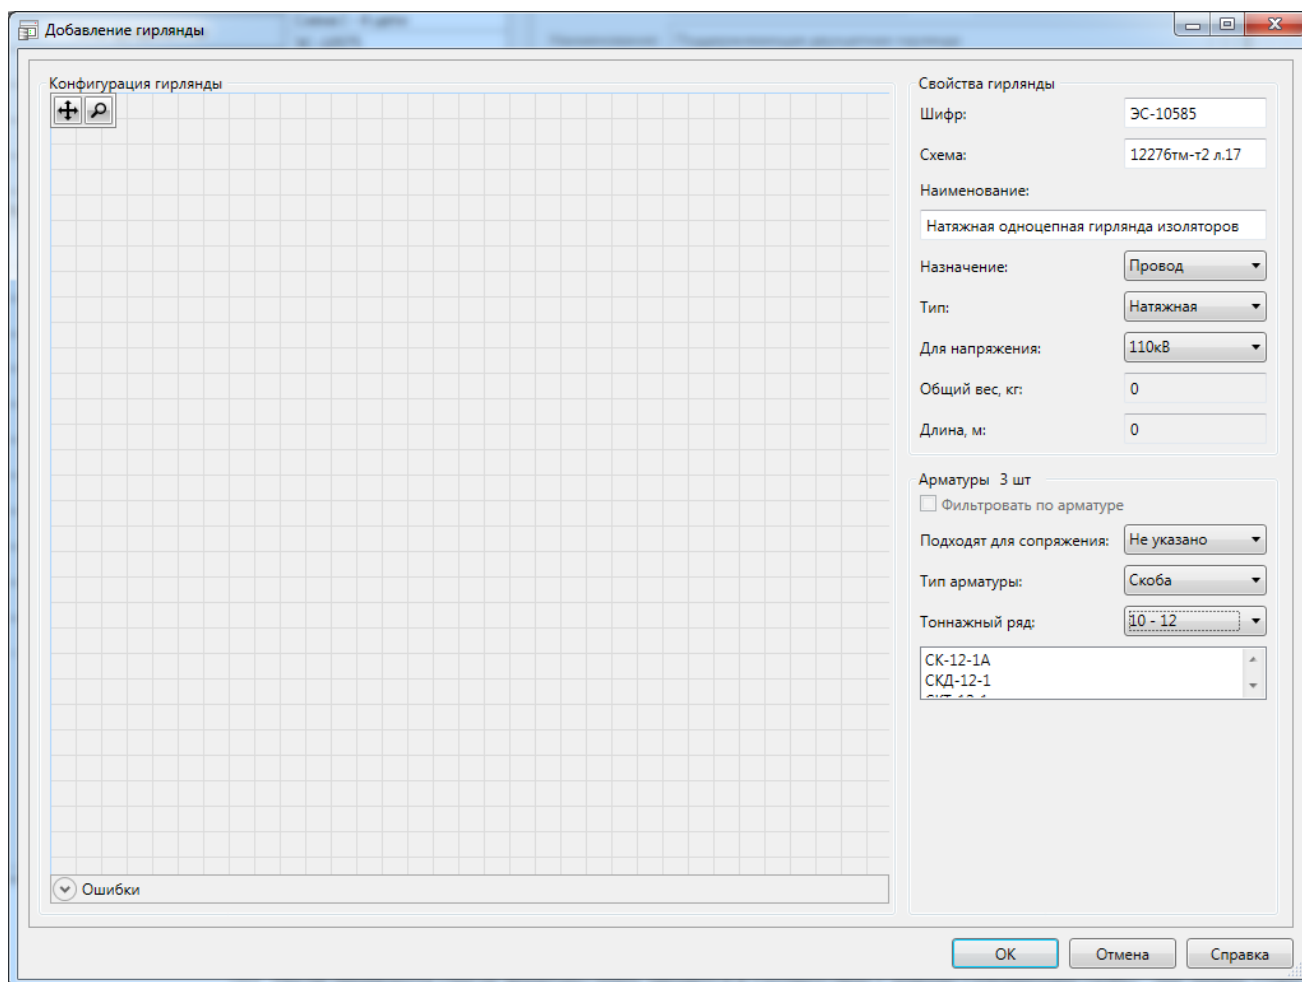 Добавление гирлянды
Конфигурация гирлянды
Ошибки
Свойства гирлянды
Шифр: ЭС-10585
Схема: 12276тм-т2 л.17
Наименование:
Натяжная одноцепная гирлянда изоляторов
Назначение: Провод
Тип: Натяжная
Для напряжения: 110кВ
Общий вес, кг: 0
Длина, м: 0
Арматуры 3 шт
Фильтровать по арматуре
Подходят для сопряжения: Не указано
Тип арматуры: Скоба
Тоннажный ряд: 10 - 12
СК-12-1А
СКД-12-1
ОК Отмена Справка